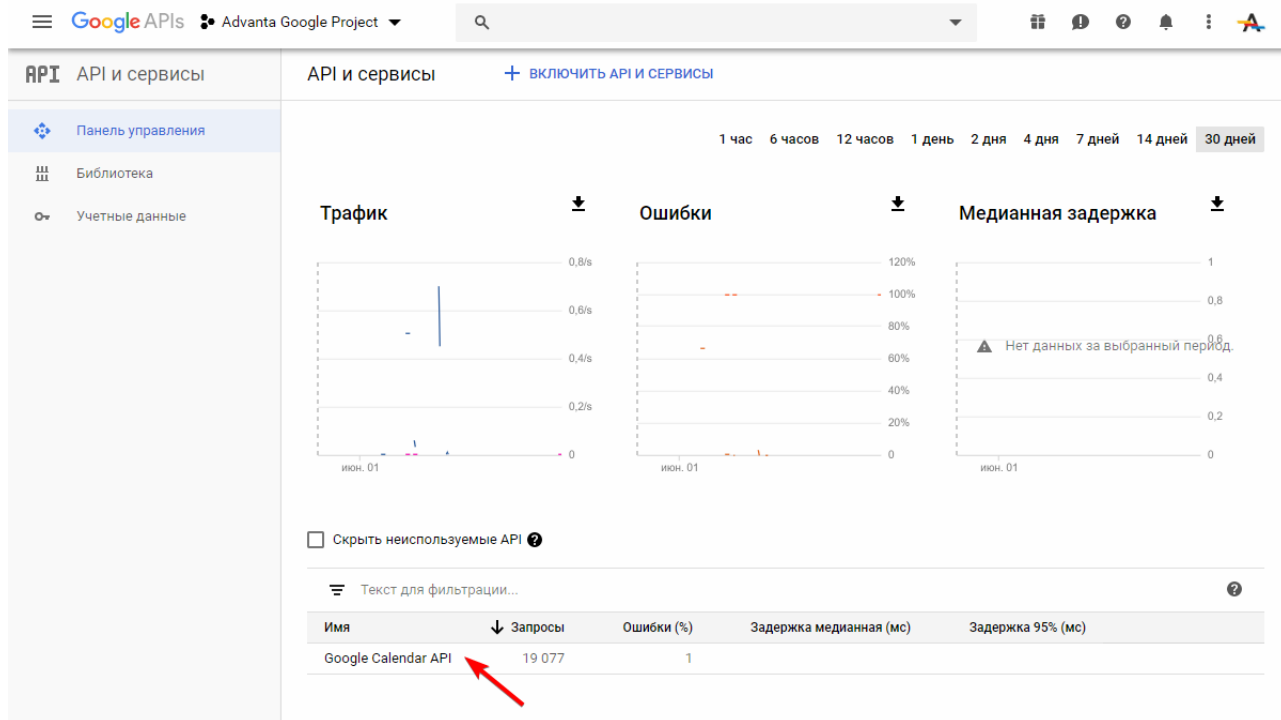 Google APIs Advanta Google Project
API API и сервисы
API и сервисы
ВКЛЮЧИТЬ API И СЕРВИСЫ
Панель управления
Библиотека
Учетные данные
1 час 6 часов 12 часов 1 день 2 дня 4 дня 7 дней 14 дней 30 дней
Трафик
0,8/s
0,6/s
0,4/s
0,2/s
0
июн. 01
Ошибки
120%
100%
80%
60%
40%
20%
0
июн. 01
Медианная задержка
1
0,8
0,6
Нет данных за выбранный период.
0,4
0,2
0
июн. 01
Скрыть неиспользуемые API
Текст для фильтрации...
Имя Запросы Ошибки (%) Задержка медианная (мс) Задержка 95% (мс)
Google Calendar API 19 077 1